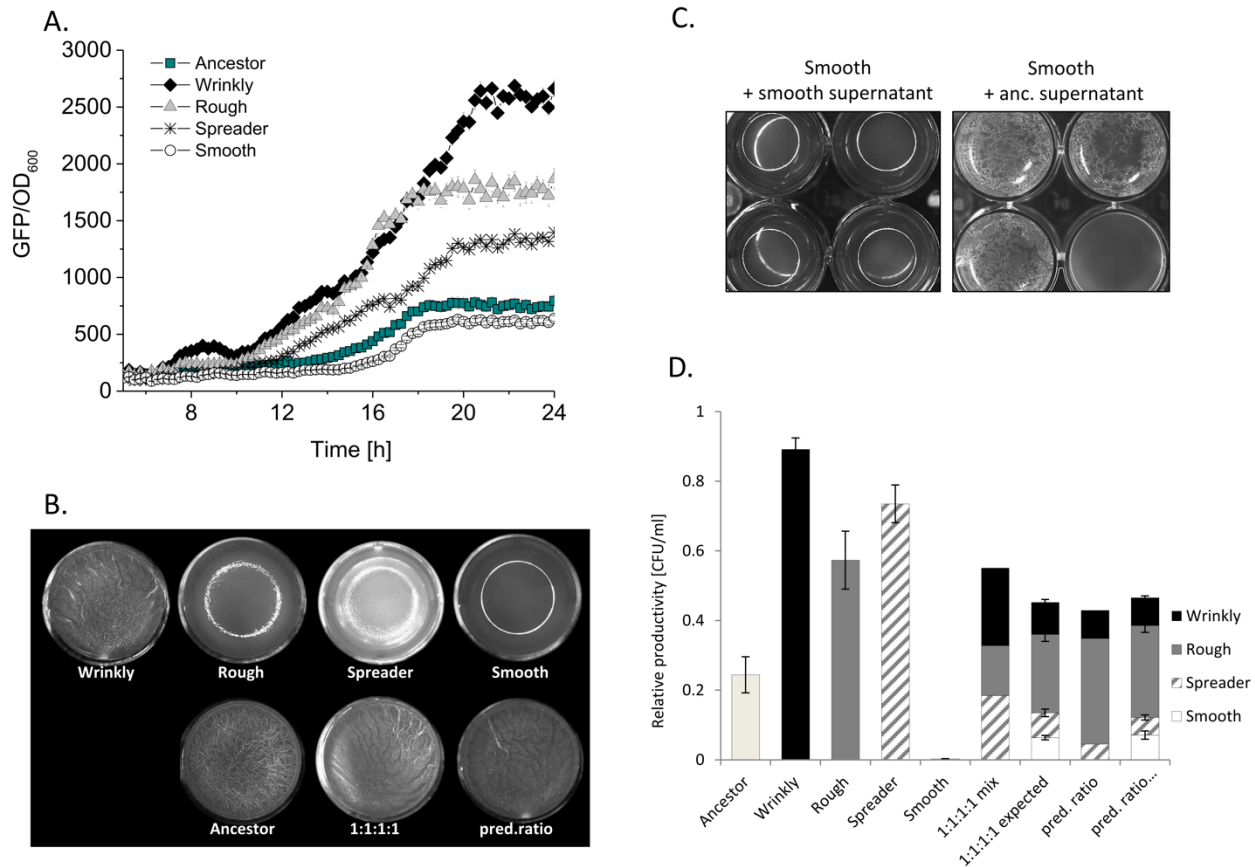 A.
GFP/OD600
3000
2500
2000
1500
1000
500
0
Ancestor
Wrinkly
Rough
Spreader
Smooth
8
12
16
20
24
Time [h]
B.
Wrinkly
Rough
Spreader
Smooth
Ancestor
1:1:1:1
pred.ratio
C.
Smooth
+ smooth supernatant
Smooth
+ anc. supernatant
D.
Relative productivity [CFU/ml]
1
0.8
0.6
0.4
0.2
0
Ancestor
Wrinkly
Rough
Spreader
Smooth
1:1:1:1 mix
1:1:1:1 expected
pred. ratio
pred. ratio...
Wrinkly
Rough
Spreader
Smooth